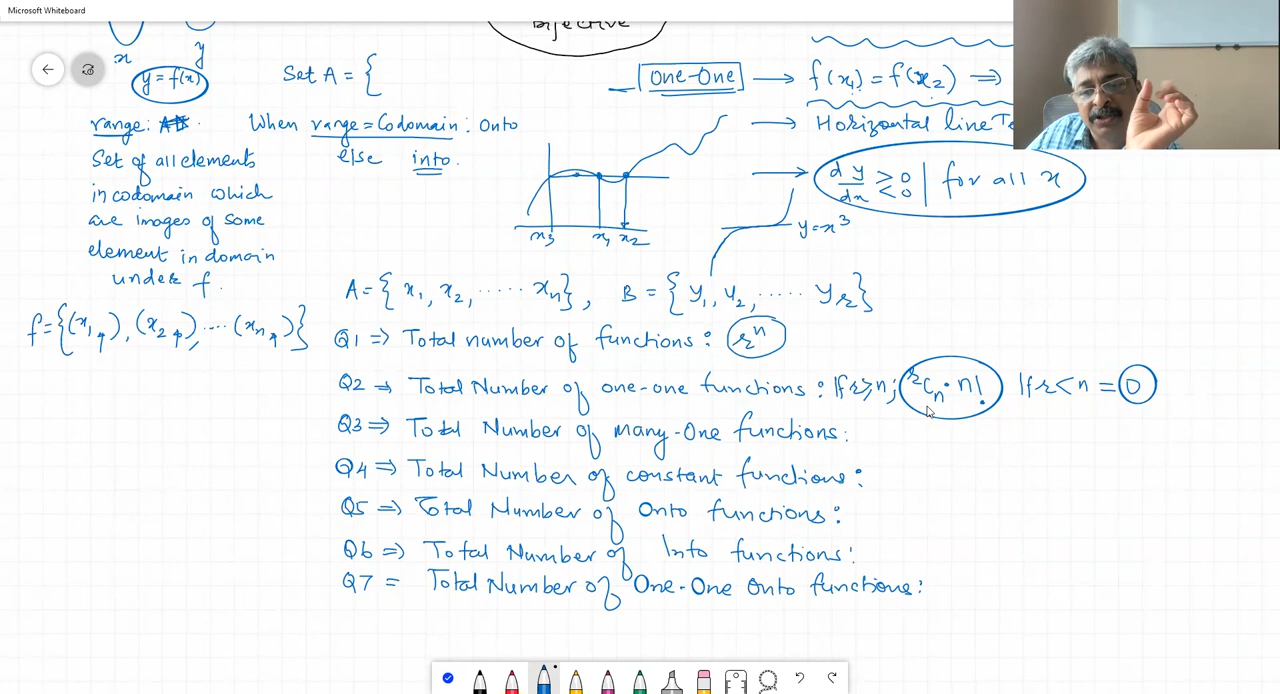 Microsoft Whiteboard
Bijective
x y
y = f(x)
Set A = {
One-One → f(x₁) = f(x₂) ⇒
range:
When range = Codomain : Onto
else into.
→ Horizontal line Te
Set of all elements
in codomain which
are images of some
element in domain
under f.
→ dy/dx ≥ 0 < 0 | for all x
x₃ x₁ x₂
y = x³
A = { x₁, x₂, ...... xₙ }, B = { y₁, y₂, ...... yᵣ }
f = {(x₁, ), (x₂, ), ... (xₙ, )}
Q1 ⇒ Total number of functions : rⁿ
Q2 ⇒ Total Number of one-one functions : If r ≥ n ; ʳCₙ · n! If r < n = 0
Q3 ⇒ Total Number of Many-One functions :
Q4 ⇒ Total Number of constant functions :
Q5 ⇒ Total Number of Onto functions :
Q6 ⇒ Total Number of Into functions :
Q7 = Total Number of One-One Onto functions :